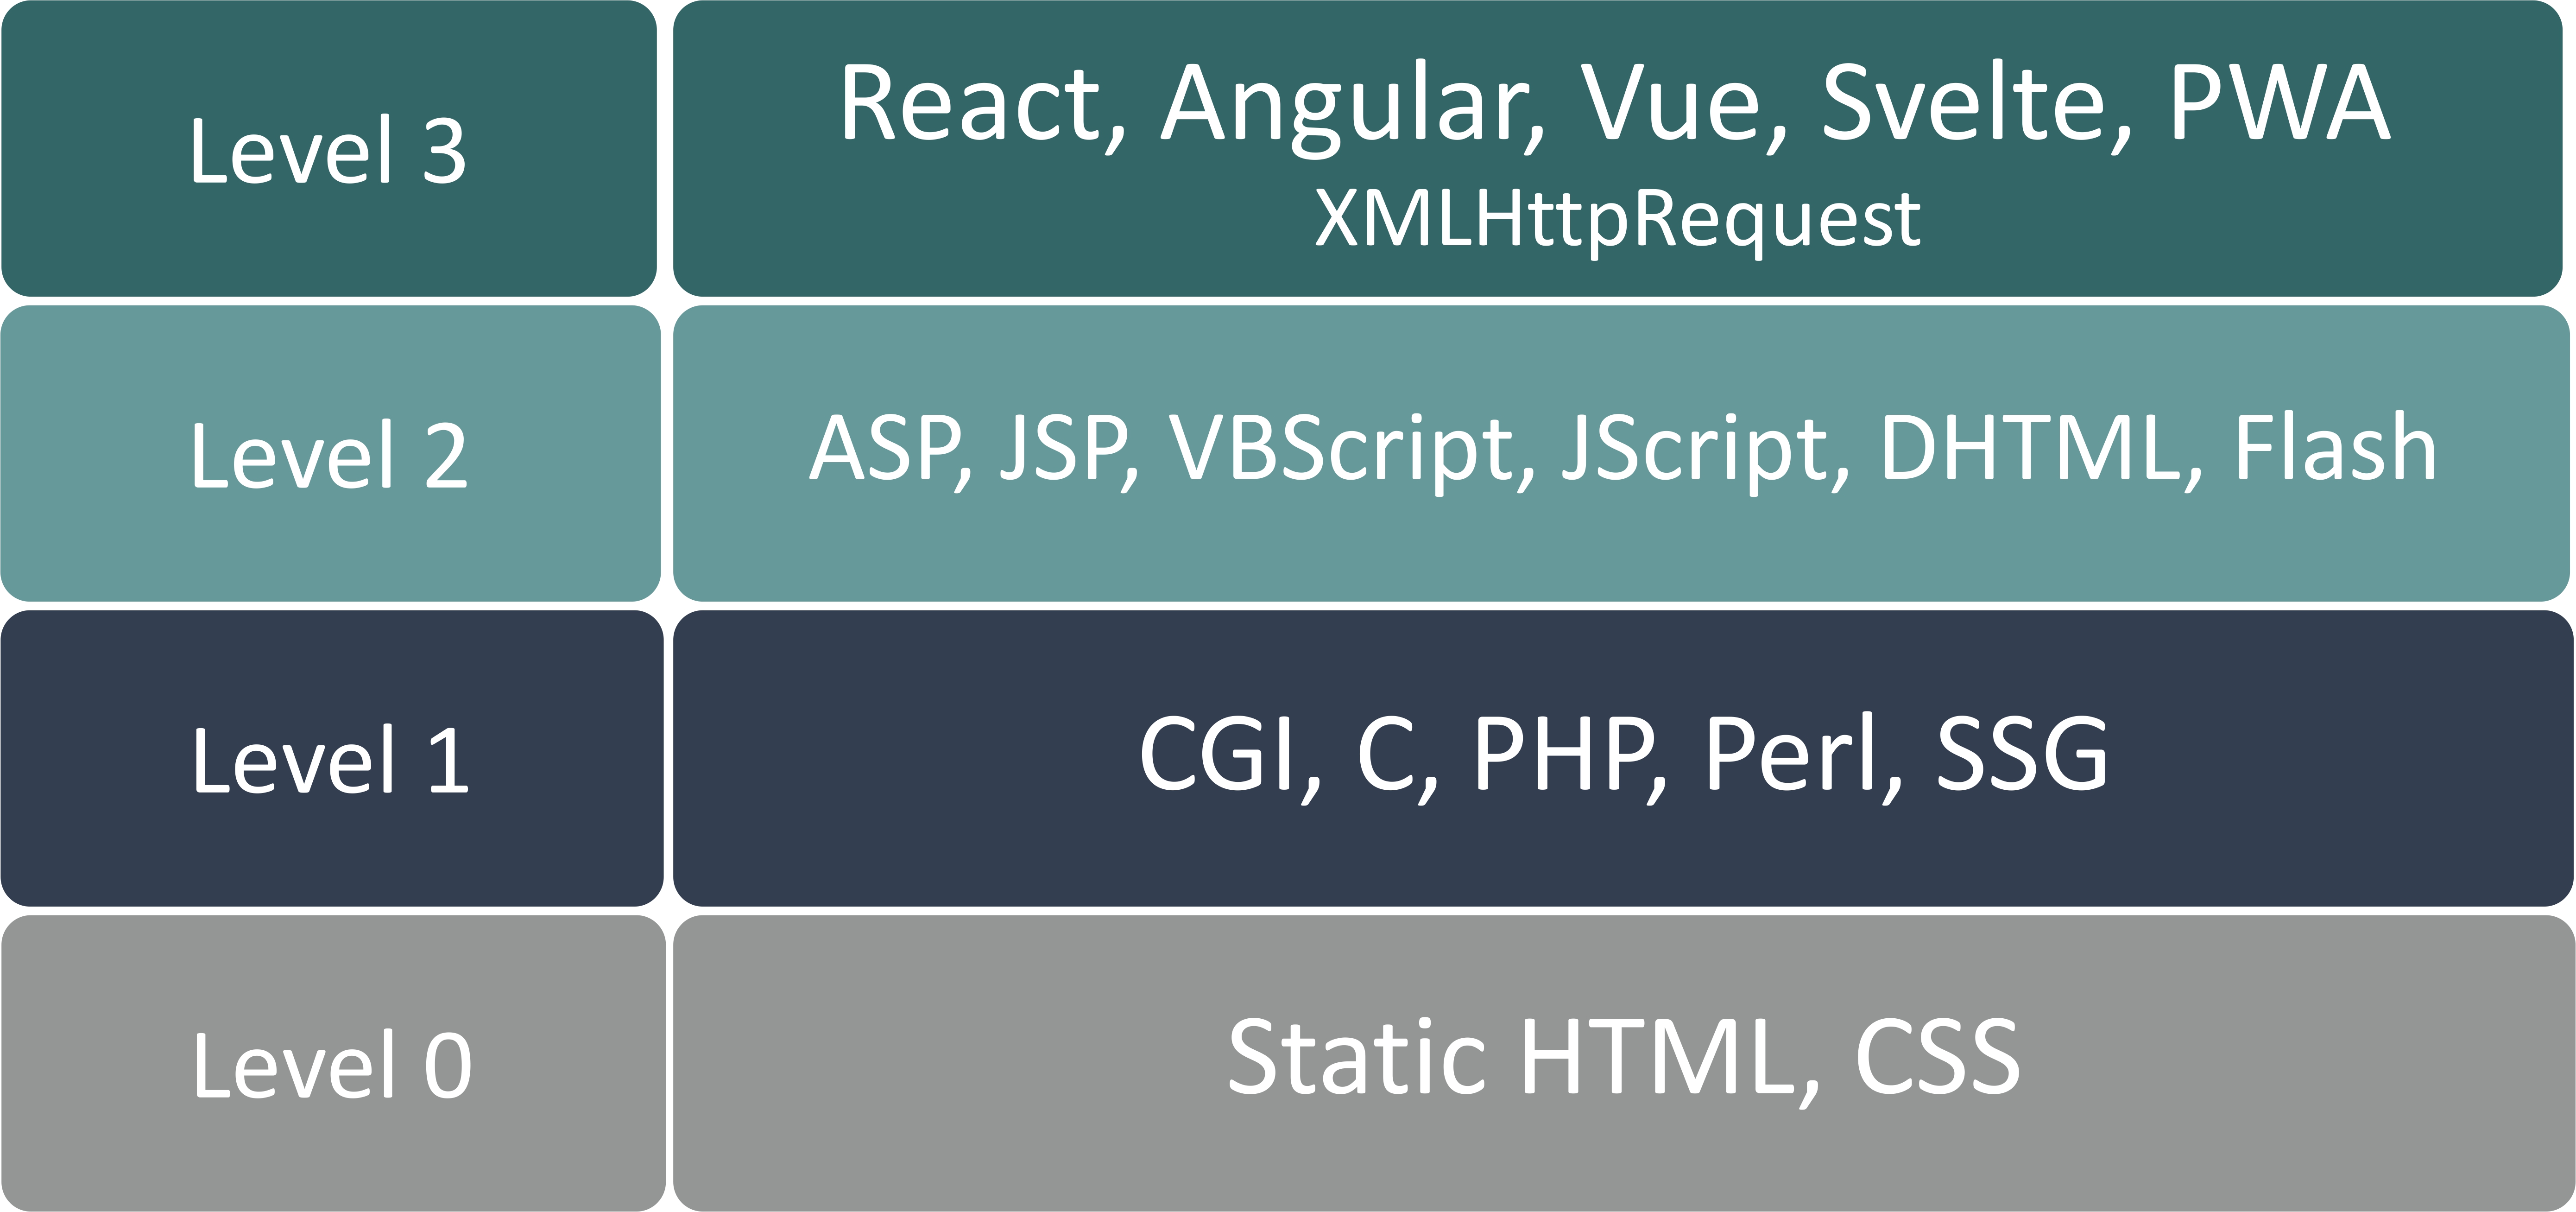 Level 3
React, Angular, Vue, Svelte, PWA
XMLHttpRequest
Level 2
ASP, JSP, VBScript, JScript, DHTML, Flash
Level 1
CGI, C, PHP, Perl, SSG
Level 0
Static HTML, CSS